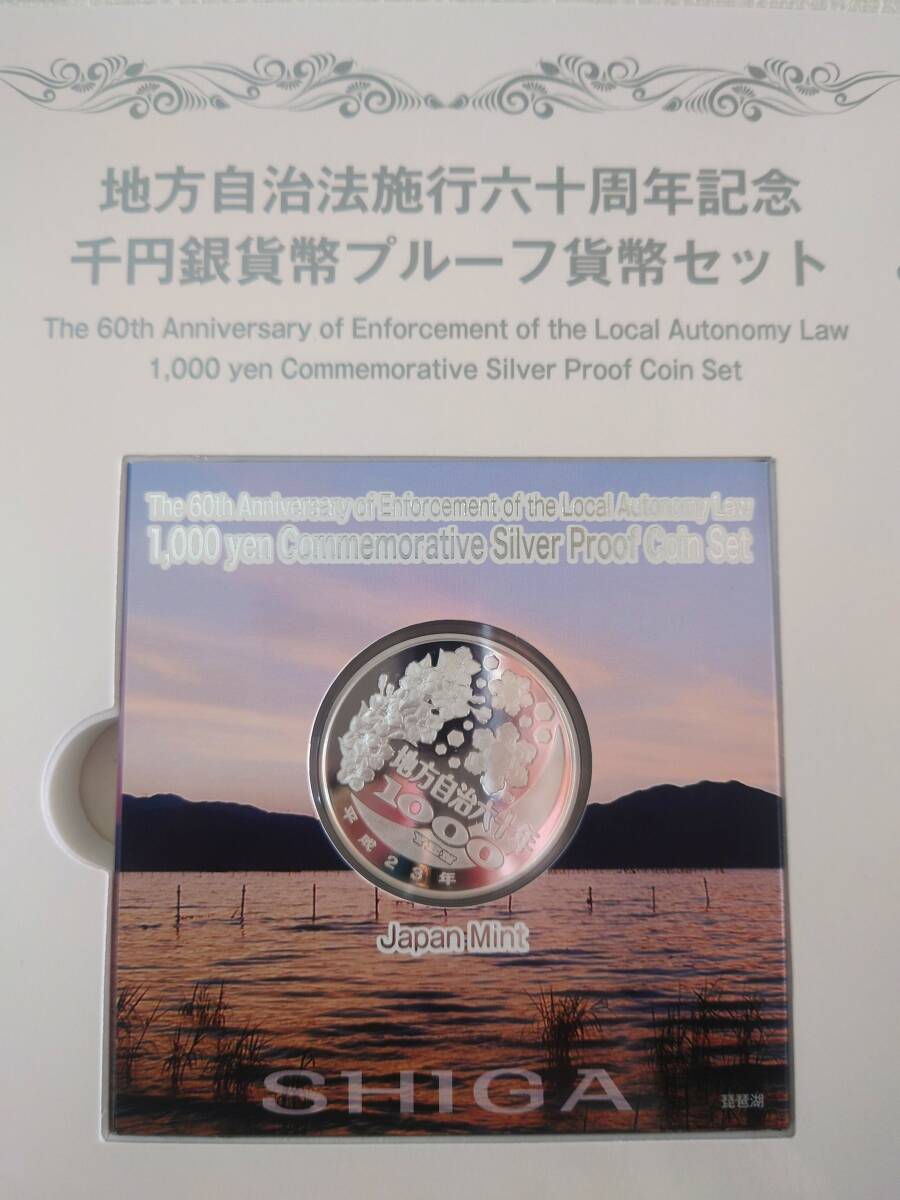 地方自治法施行六十周年記念
千円銀貨幣プルーフ貨幣セット
The 60th Anniversary of Enforcement of the Local Autonomy Law
1,000 yen Commemorative Silver Proof Coin Set
The 60th Anniversary of Enforcement of the Local Autonomy Law
1,000 yen Commemorative Silver Proof Coin Set
地方自治六十年
1000
平成23年
Japan Mint
SHIGA
琵琶湖